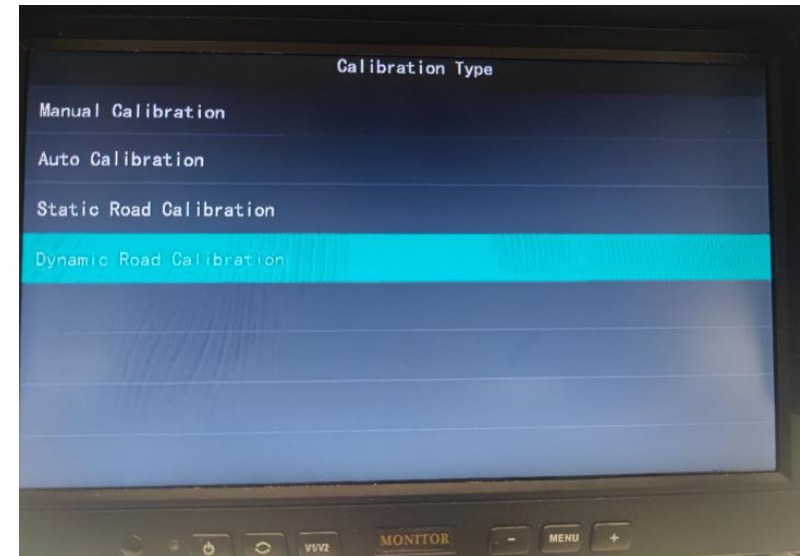 Calibration Type
Manual Calibration
Auto Calibration
Static Road Calibration
Dynamic Road Calibration
V1/V2 MONITOR - MENU +